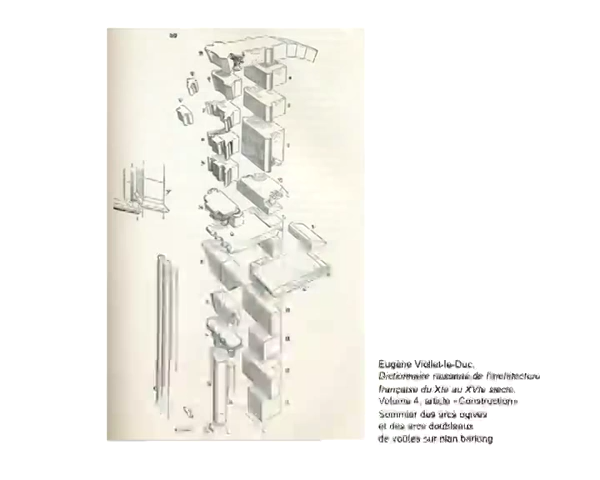 Eugène Viollet-le-Duc,
Dictionnaire raisonné de l'architecture
française du XIe au XVIe siècle.
Volume 4, article «Construction»
Sommier des arcs ogives
et des arcs doubleaux
de voûtes sur plan barlong